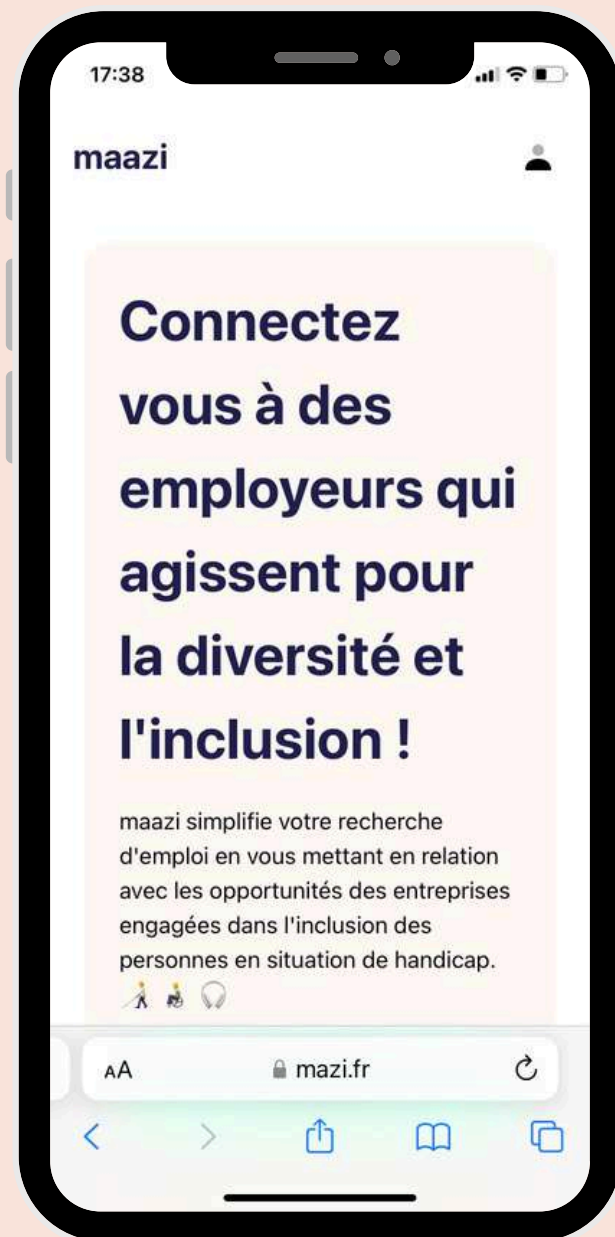 17:38
maazi
Connectez
vous à des
employeurs qui
agissent pour
la diversité et
l'inclusion !
maazi simplifie votre recherche
d'emploi en vous mettant en relation
avec les opportunités des entreprises
engagées dans l'inclusion des
personnes en situation de handicap.
AA mazi.fr